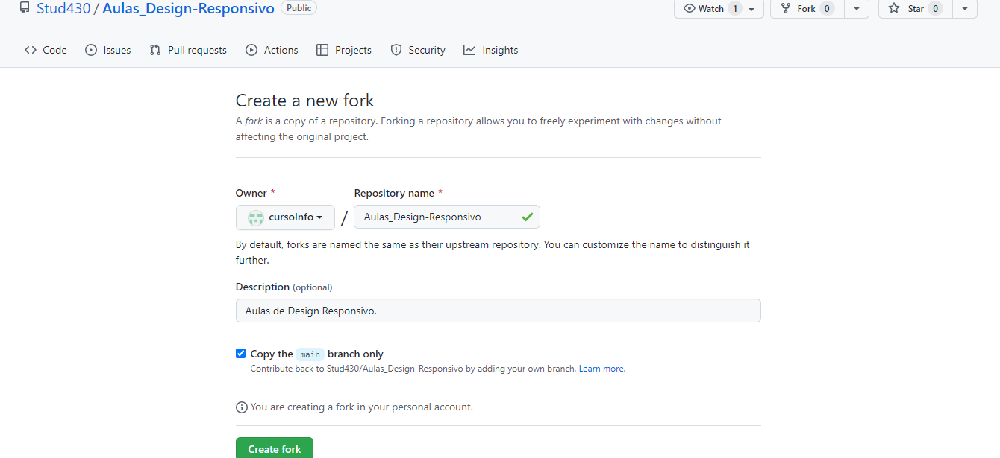 Stud430 / Aulas_Design-Responsivo Public Watch 1 Fork 0 Star 0
Code Issues Pull requests Actions Projects Security Insights
Create a new fork
A fork is a copy of a repository. Forking a repository allows you to freely experiment with changes without
affecting the original project.
Owner * Repository name *
cursoInfo / Aulas_Design-Responsivo
By default, forks are named the same as their upstream repository. You can customize the name to distinguish it
further.
Description (optional)
Aulas de Design Responsivo.
Copy the main branch only
Contribute back to Stud430/Aulas_Design-Responsivo by adding your own branch. Learn more.
You are creating a fork in your personal account.
Create fork